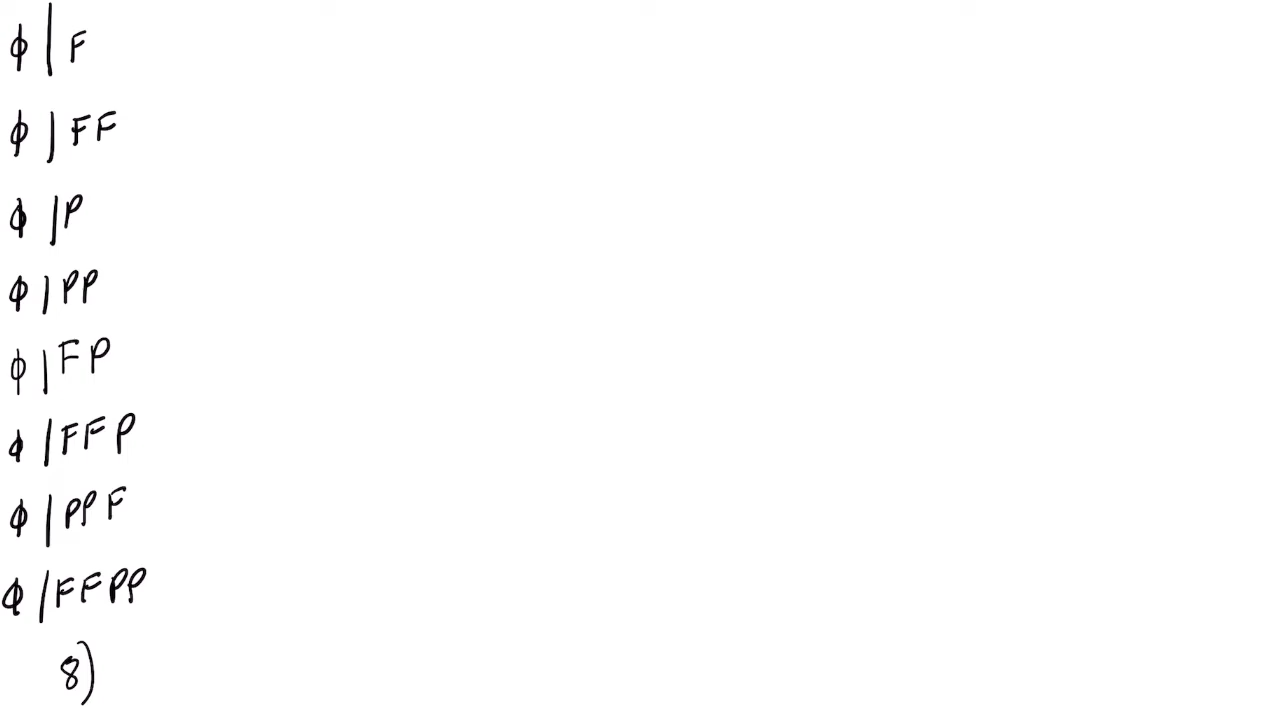 ϕ | F
ϕ | FF
ϕ | P
ϕ | PP
ϕ | FP
ϕ | FFP
ϕ | PPF
ϕ | FFPP
8)